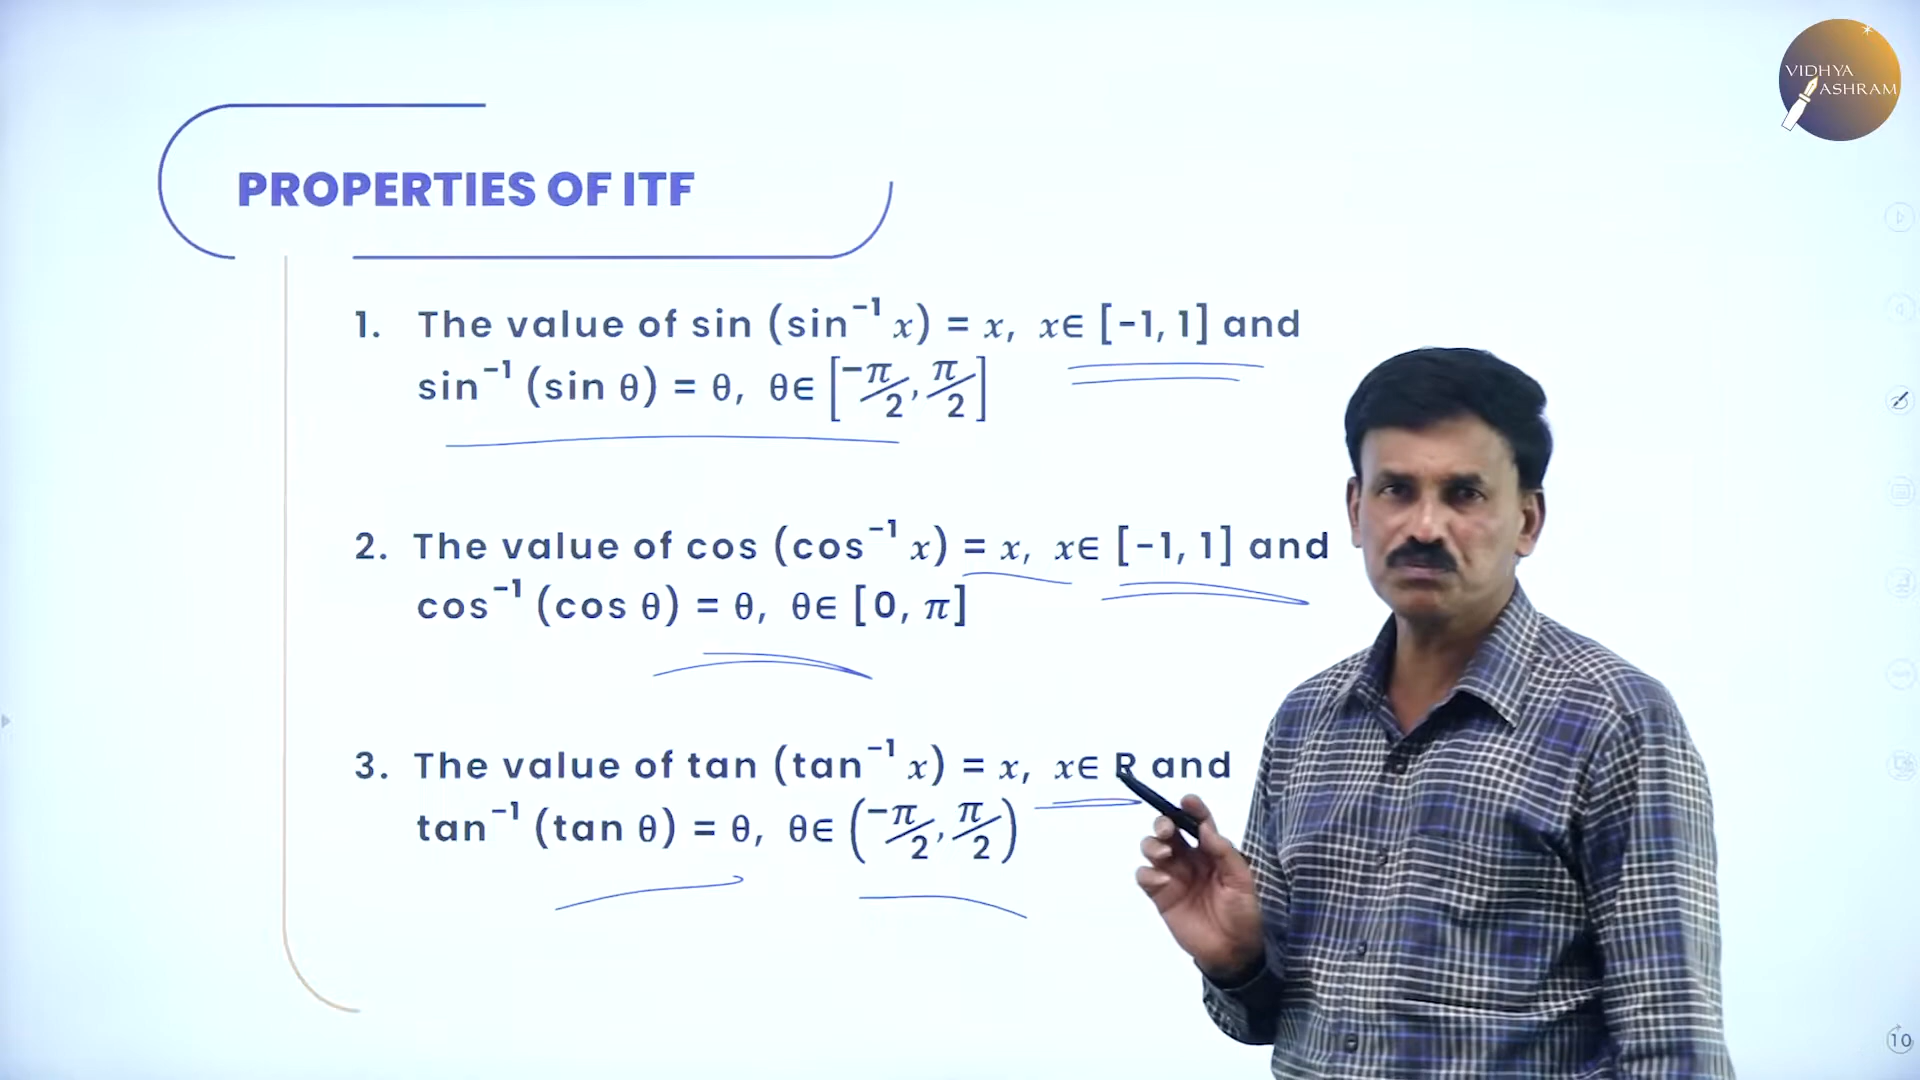 VIDHYA
ASHRAM
PROPERTIES OF ITF
1. The value of sin (sin⁻¹ x) = x, x∈ [-1, 1] and
sin⁻¹ (sin θ) = θ, θ∈ [-π/2, π/2]
2. The value of cos (cos⁻¹ x) = x, x∈ [-1, 1] and
cos⁻¹ (cos θ) = θ, θ∈ [0, π]
3. The value of tan (tan⁻¹ x) = x, x∈ R and
tan⁻¹ (tan θ) = θ, θ∈ (-π/2, π/2)
10